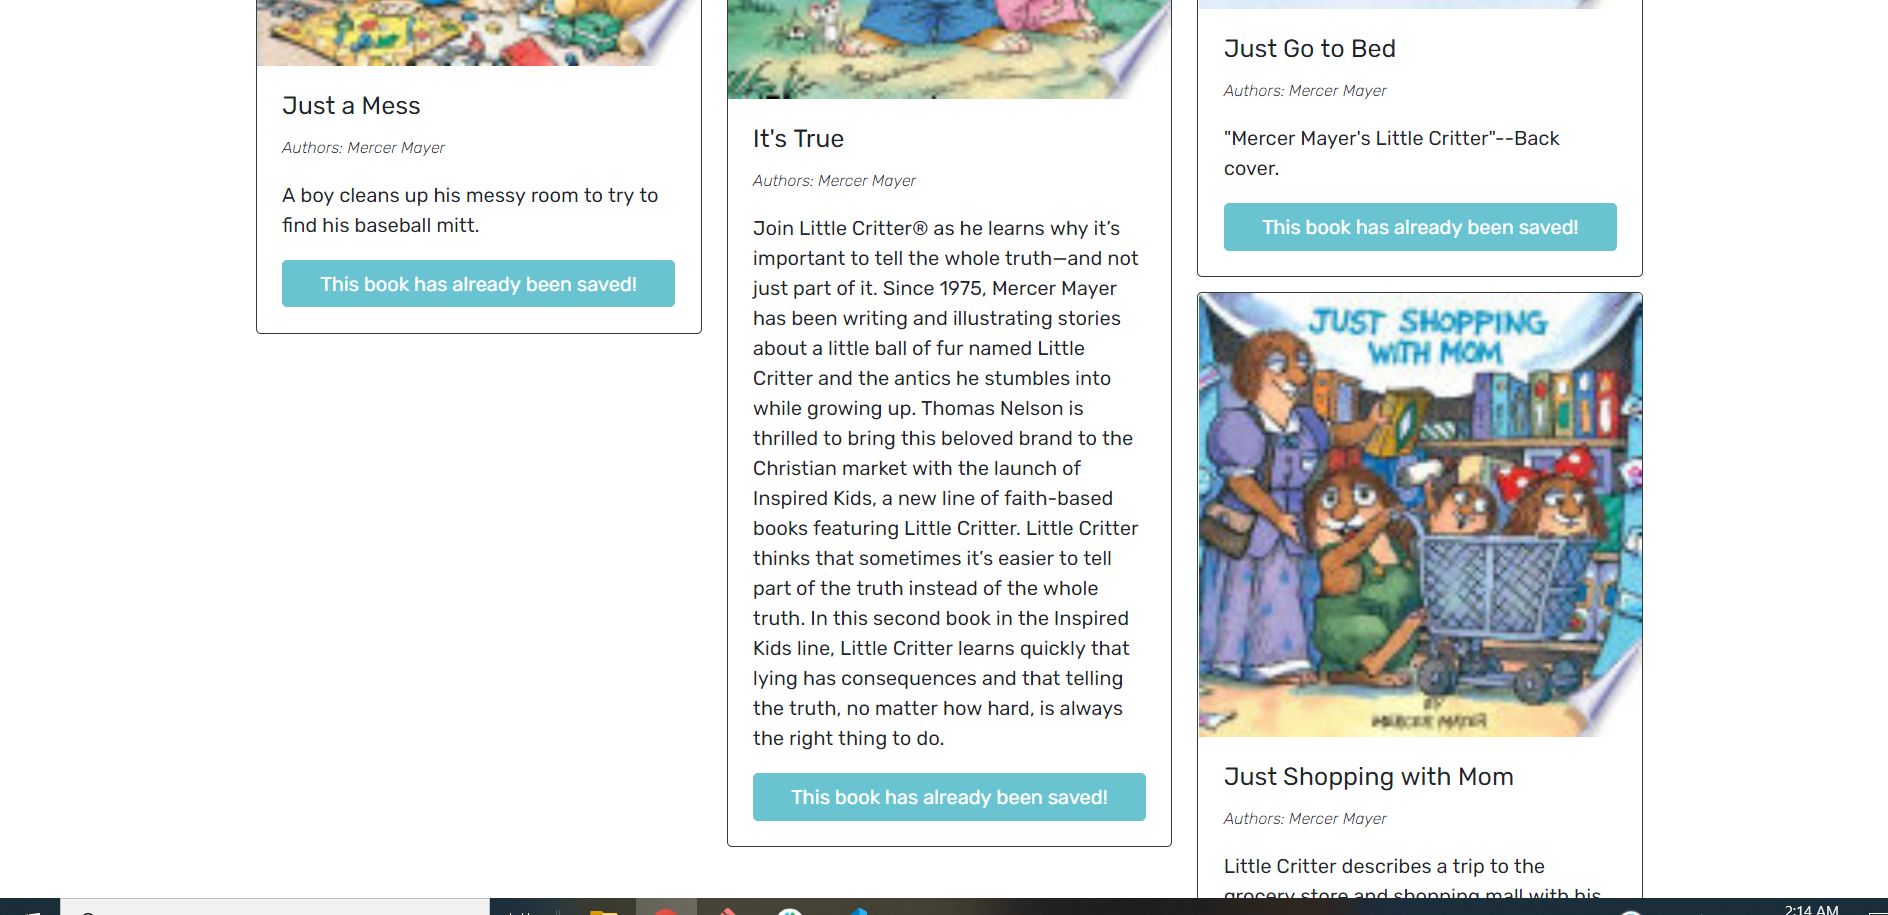 Just a Mess
Authors: Mercer Mayer
A boy cleans up his messy room to try to
find his baseball mitt.
This book has already been saved!
It's True
Authors: Mercer Mayer
Join Little Critter® as he learns why it’s
important to tell the whole truth—and not
just part of it. Since 1975, Mercer Mayer
has been writing and illustrating stories
about a little ball of fur named Little
Critter and the antics he stumbles into
while growing up. Thomas Nelson is
thrilled to bring this beloved brand to the
Christian market with the launch of
Inspired Kids, a new line of faith-based
books featuring Little Critter. Little Critter
thinks that sometimes it’s easier to tell
part of the truth instead of the whole
truth. In this second book in the Inspired
Kids line, Little Critter learns quickly that
lying has consequences and that telling
the truth, no matter how hard, is always
the right thing to do.
This book has already been saved!
Just Go to Bed
Authors: Mercer Mayer
"Mercer Mayer's Little Critter"--Back
cover.
This book has already been saved!
JUST SHOPPING
WITH MOM
BY
MERCER MAYER
Just Shopping with Mom
Authors: Mercer Mayer
Little Critter describes a trip to the
grocery store and shopping mall with his
2:14 AM